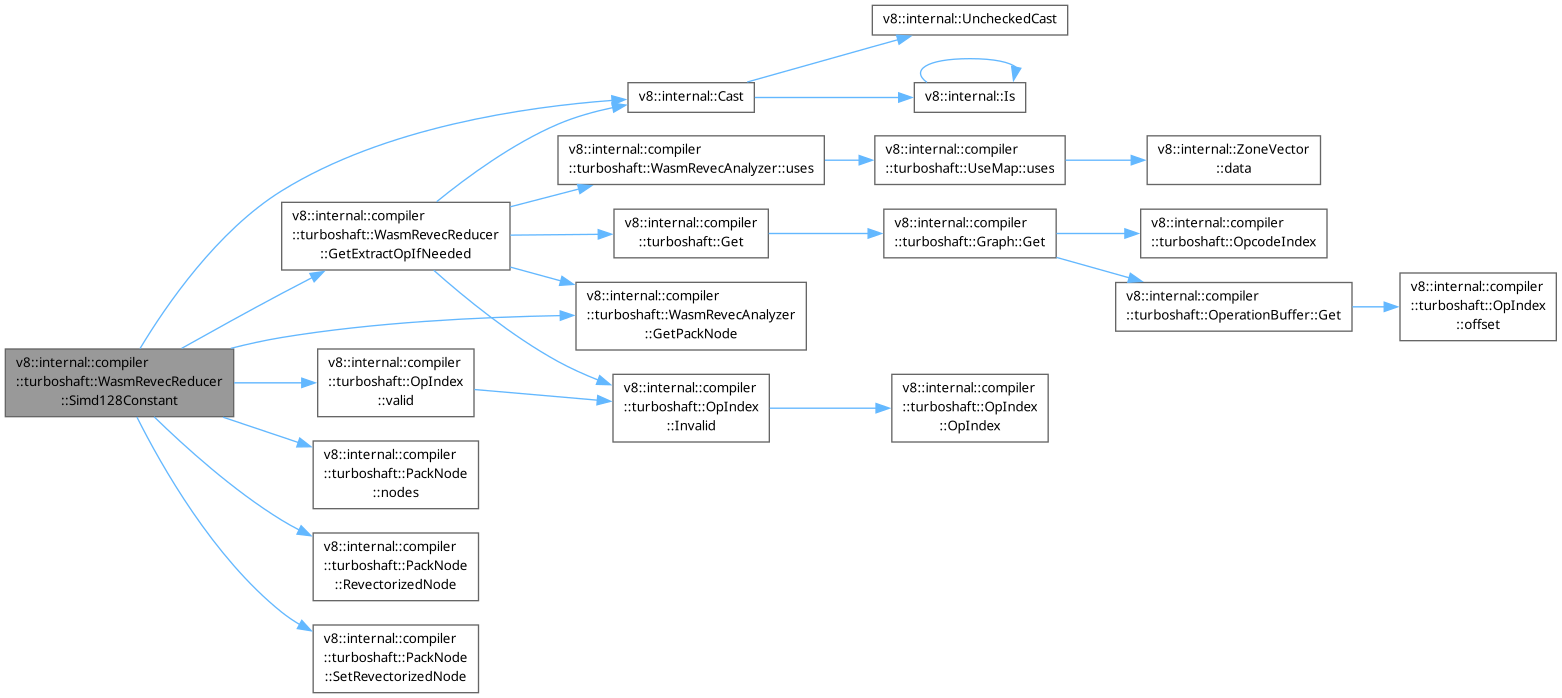 v8::internal::UncheckedCast
v8::internal::Cast
v8::internal::Is
v8::internal::compiler
::turboshaft::WasmRevecAnalyzer::uses
v8::internal::compiler
::turboshaft::UseMap::uses
v8::internal::ZoneVector
::data
v8::internal::compiler
::turboshaft::WasmRevecReducer
::GetExtractOpIfNeeded
v8::internal::compiler
::turboshaft::Get
v8::internal::compiler
::turboshaft::Graph::Get
v8::internal::compiler
::turboshaft::OpcodeIndex
v8::internal::compiler
::turboshaft::WasmRevecAnalyzer
::GetPackNode
v8::internal::compiler
::turboshaft::OperationBuffer::Get
v8::internal::compiler
::turboshaft::OpIndex
::offset
v8::internal::compiler
::turboshaft::WasmRevecReducer
::Simd128Constant
v8::internal::compiler
::turboshaft::OpIndex
::valid
v8::internal::compiler
::turboshaft::OpIndex
::Invalid
v8::internal::compiler
::turboshaft::OpIndex
::OpIndex
v8::internal::compiler
::turboshaft::PackNode
::nodes
v8::internal::compiler
::turboshaft::PackNode
::RevectorizedNode
v8::internal::compiler
::turboshaft::PackNode
::SetRevectorizedNode